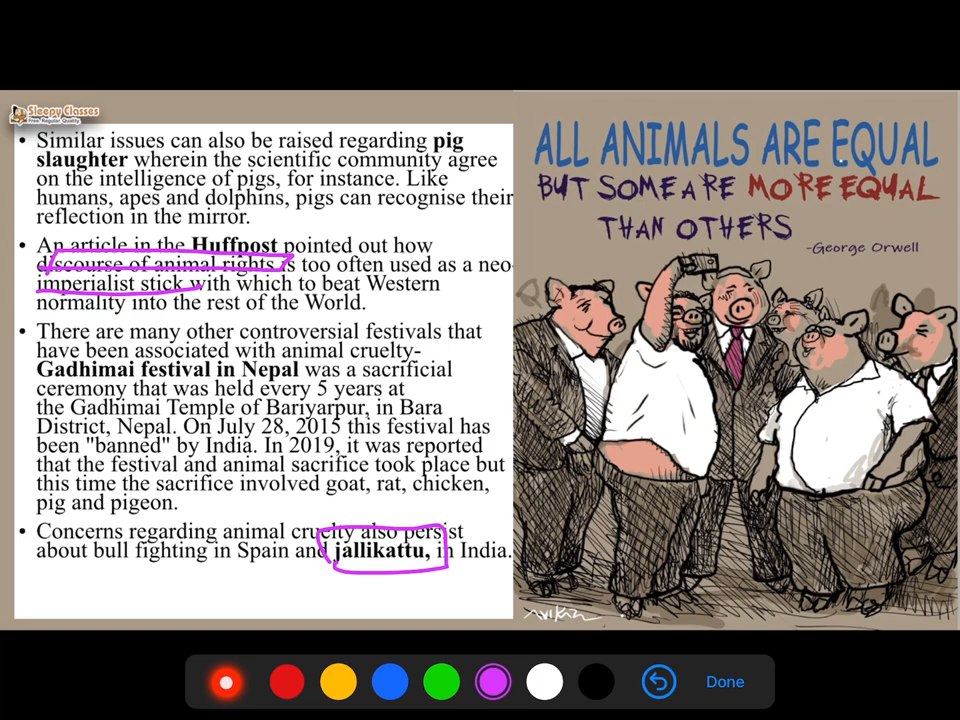 Sleepy Classes
Free. Regular. Quality.
• Similar issues can also be raised regarding pig
slaughter wherein the scientific community agree
on the intelligence of pigs, for instance. Like
humans, apes and dolphins, pigs can recognise their
reflection in the mirror.
• An article in the Huffpost pointed out how
discourse of animal rights is too often used as a neo-
imperialist stick with which to beat Western
normality into the rest of the World.
• There are many other controversial festivals that
have been associated with animal cruelty-
Gadhimai festival in Nepal was a sacrificial
ceremony that was held every 5 years at
the Gadhimai Temple of Bariyarpur, in Bara
District, Nepal. On July 28, 2015 this festival has
been "banned" by India. In 2019, it was reported
that the festival and animal sacrifice took place but
this time the sacrifice involved goat, rat, chicken,
pig and pigeon.
• Concerns regarding animal cruelty also persist
about bull fighting in Spain and jallikattu, in India.
ALL ANIMALS ARE EQUAL
BUT SOME ARE MORE EQUAL
THAN OTHERS
-George Orwell
Done